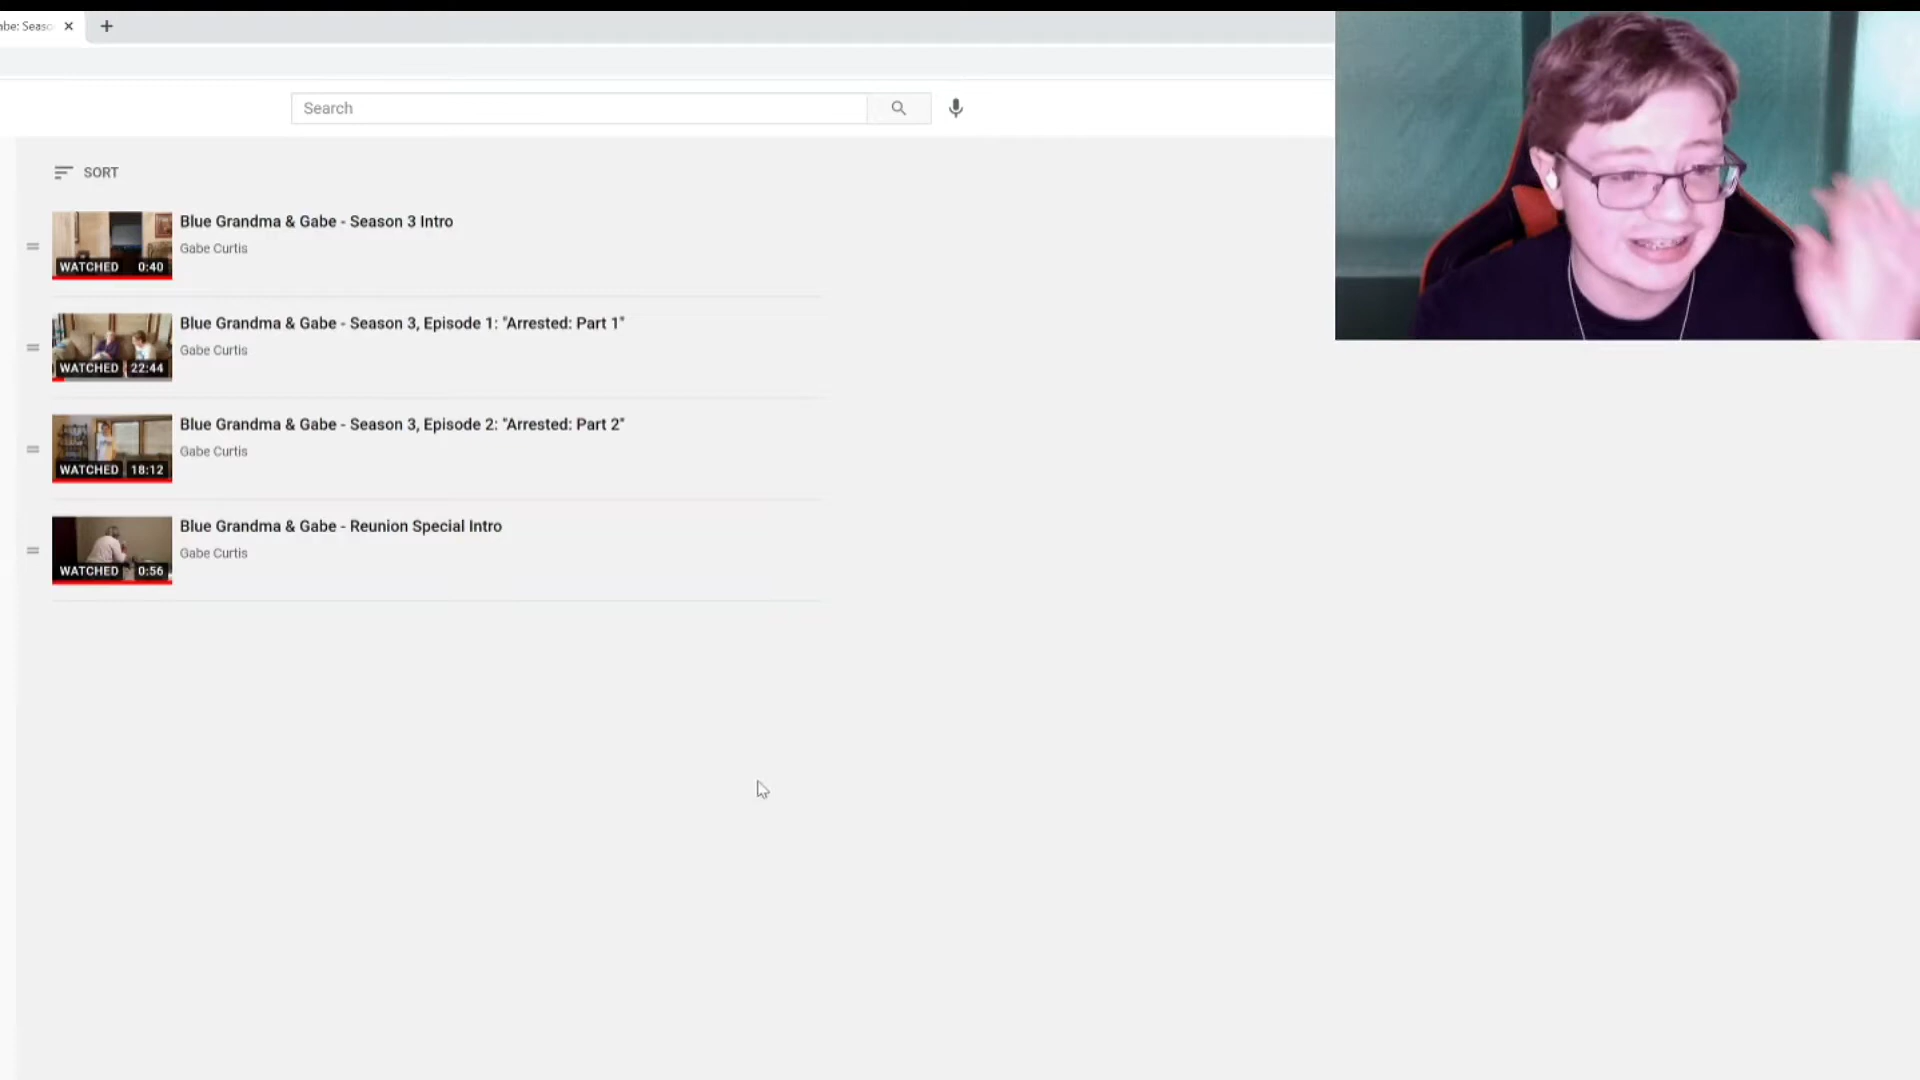 abe: Seaso
Search
SORT
Blue Grandma & Gabe - Season 3 Intro
Gabe Curtis
WATCHED 0:40
Blue Grandma & Gabe - Season 3, Episode 1: "Arrested: Part 1"
Gabe Curtis
WATCHED 22:44
Blue Grandma & Gabe - Season 3, Episode 2: "Arrested: Part 2"
Gabe Curtis
WATCHED 18:12
Blue Grandma & Gabe - Reunion Special Intro
Gabe Curtis
WATCHED 0:56